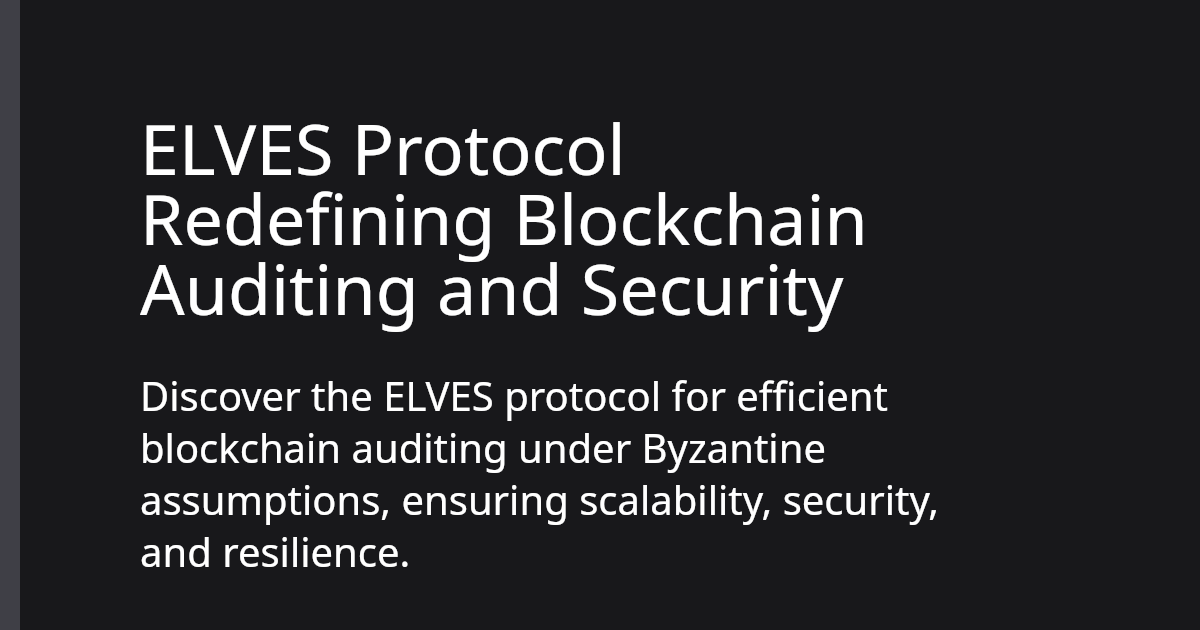 ELVES Protocol
Redefining Blockchain
Auditing and Security
Discover the ELVES protocol for efficient
blockchain auditing under Byzantine
assumptions, ensuring scalability, security,
and resilience.